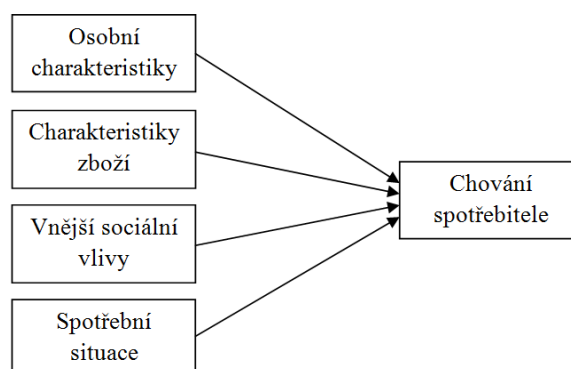 Osobní
charakteristiky
Charakteristiky
zboží
Vnější sociální
vlivy
Spotřební
situace
Chování
spotřebitele